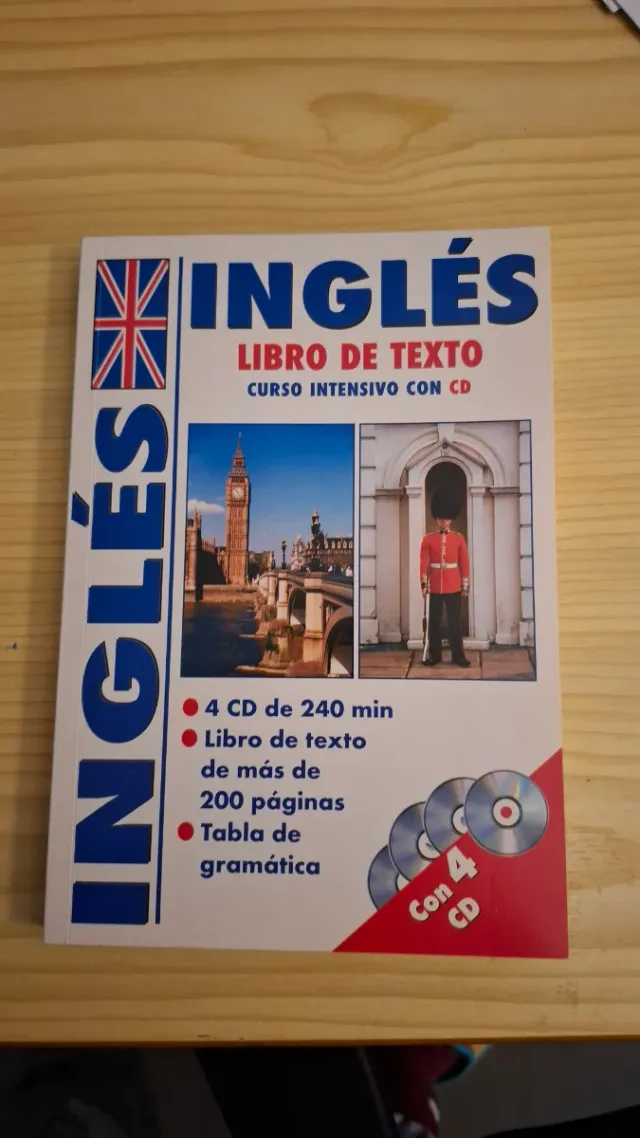 INGLÉS
INGLÉS
LIBRO DE TEXTO
CURSO INTENSIVO CON CD
4 CD de 240 min
Libro de texto
de más de
200 páginas
Tabla de
gramática
Con 4
CD